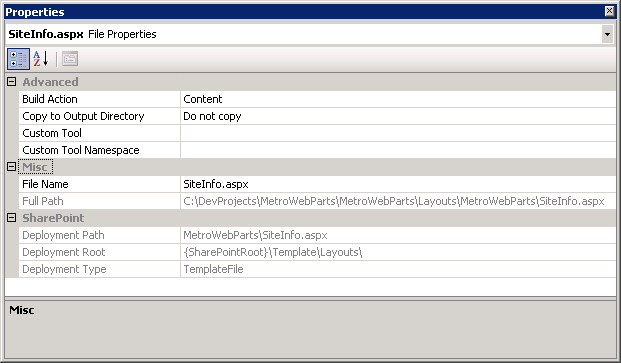 Properties
SiteInfo.aspx File Properties
Advanced
Build Action Content
Copy to Output Directory Do not copy
Custom Tool
Custom Tool Namespace
Misc
File Name SiteInfo.aspx
Full Path C:\DevProjects\MetroWebParts\MetroWebParts\Layouts\MetroWebParts\SiteInfo.aspx
SharePoint
Deployment Path MetroWebParts\SiteInfo.aspx
Deployment Root {SharePointRoot}\Template\Layouts\
Deployment Type TemplateFile
Misc